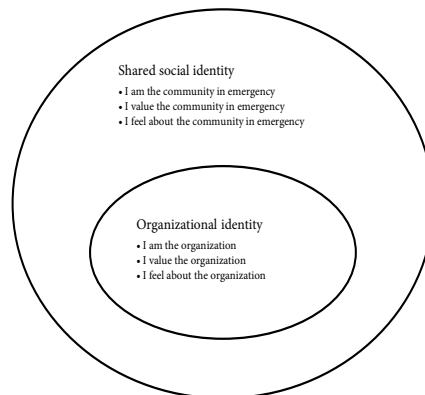 Shared social identity
• I am the community in emergency
• I value the community in emergency
• I feel about the community in emergency
Organizational identity
• I am the organization
• I value the organization
• I feel about the organization